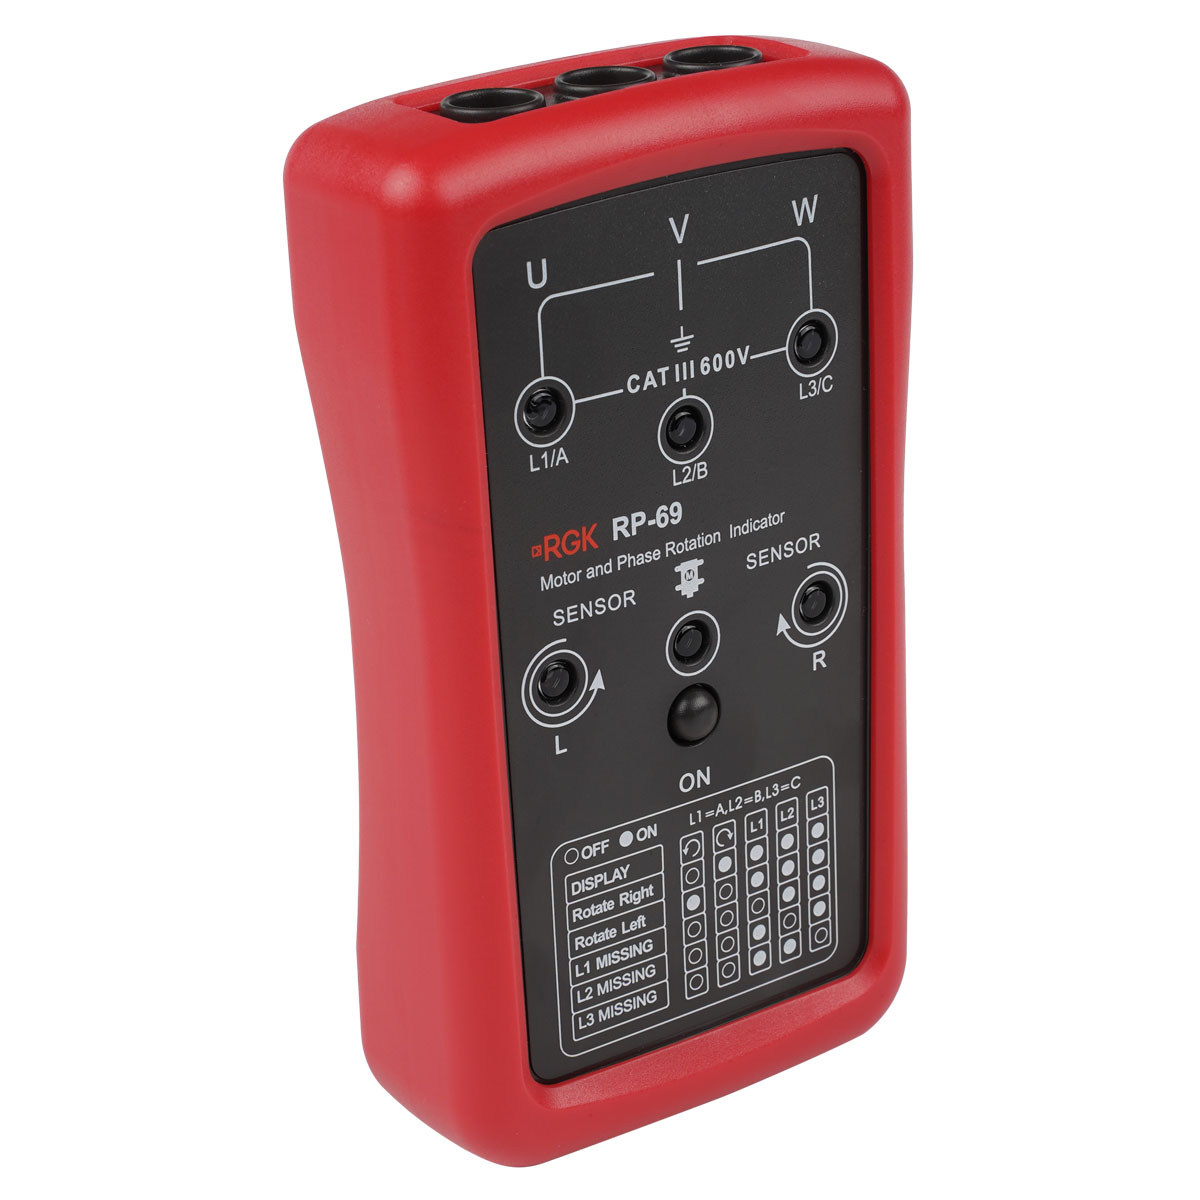 U V W
CAT III 600V
L1/A L2/B L3/C
RGK RP-69
Motor and Phase Rotation Indicator
SENSOR M SENSOR
L R
ON
L1=A,L2=B,L3=C
OFF ON
DISPLAY L1 L2 L3
Rotate Right
Rotate Left
L1 MISSING
L2 MISSING
L3 MISSING